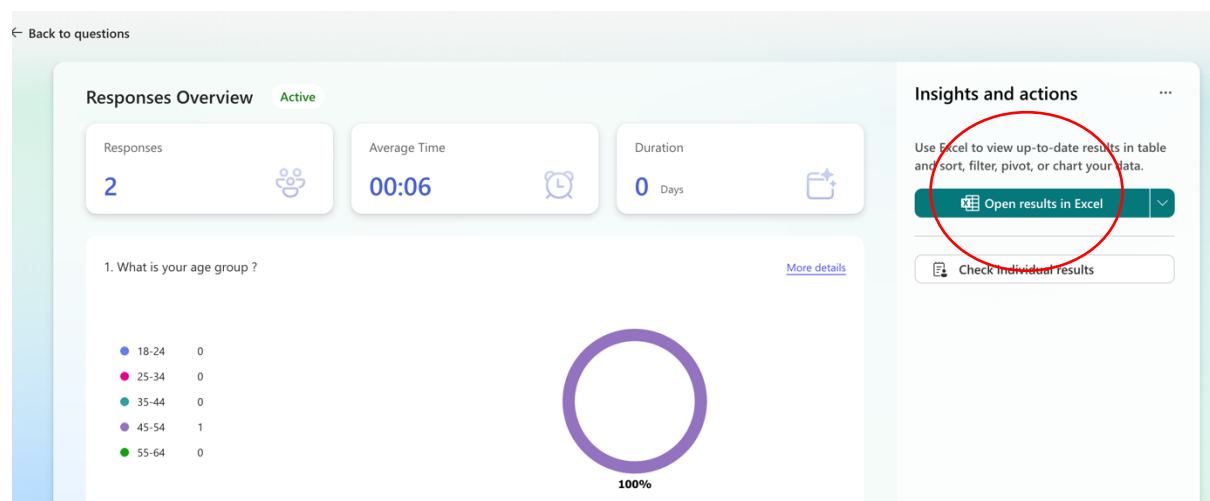 ← Back to questions
Responses Overview Active
Responses
2
Average Time
00:06
Duration
0 Days
1. What is your age group ?
More details
18-24 0
25-34 0
35-44 0
45-54 1
55-64 0
100%
Insights and actions ...
Use Excel to view up-to-date results in table
and sort, filter, pivot, or chart your data.
Open results in Excel
Check individual results